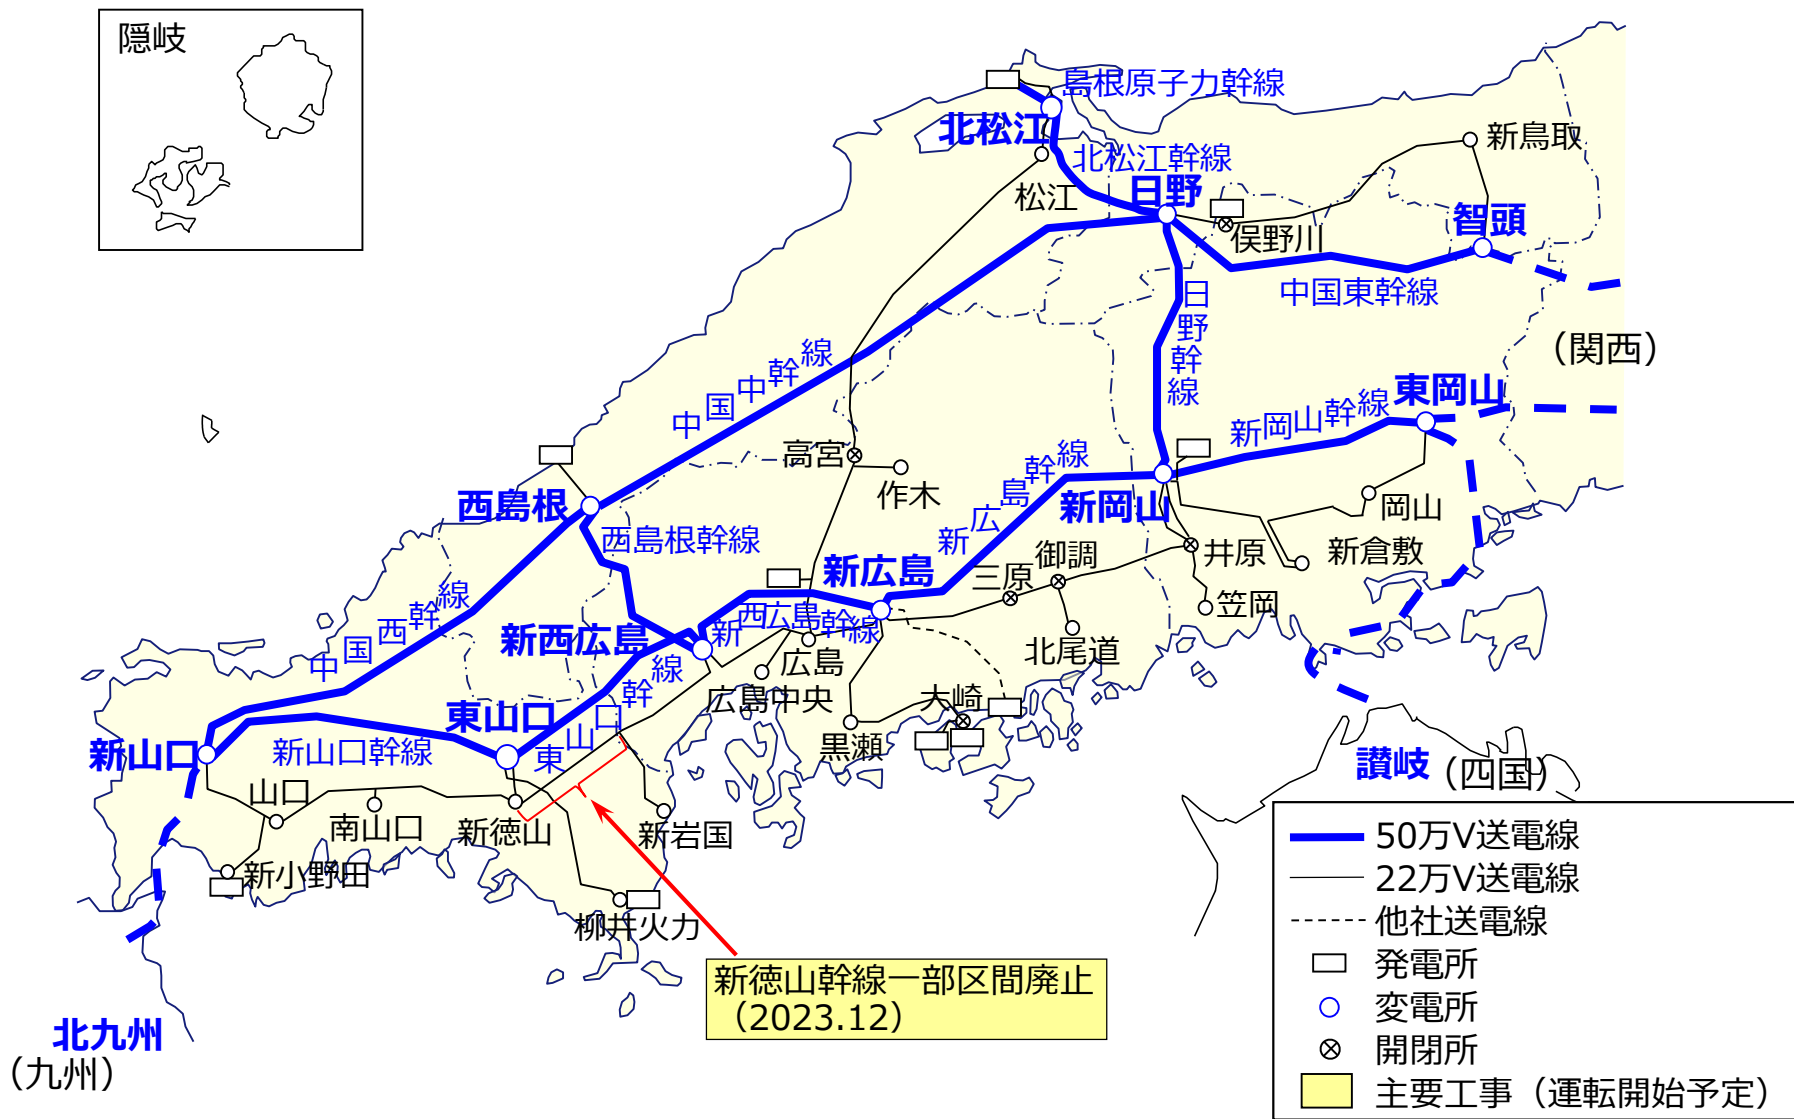 隠岐
島根原子力幹線
北松江
新鳥取
北松江幹線
日野
松江
智頭
俣野川
中国東幹線
日野幹線
（関西）
中国中幹線
東岡山
新岡山幹線
高宮
作木
新広島幹線
西島根
新岡山
岡山
西島根幹線
新広島
御調
井原
新倉敷
三原
笠岡
中国西幹線
新西広島
新西広島幹線
広島
北尾道
広島中央
大崎
東山口
東山口幹線
新山口
新山口幹線
黒瀬
讃岐（四国）
山口
南山口
新徳山
新岩国
新小野田
柳井火力
新徳山幹線一部区間廃止
（2023.12）
北九州
（九州）
50万V送電線
22万V送電線
他社送電線
発電所
変電所
開閉所
主要工事（運転開始予定）